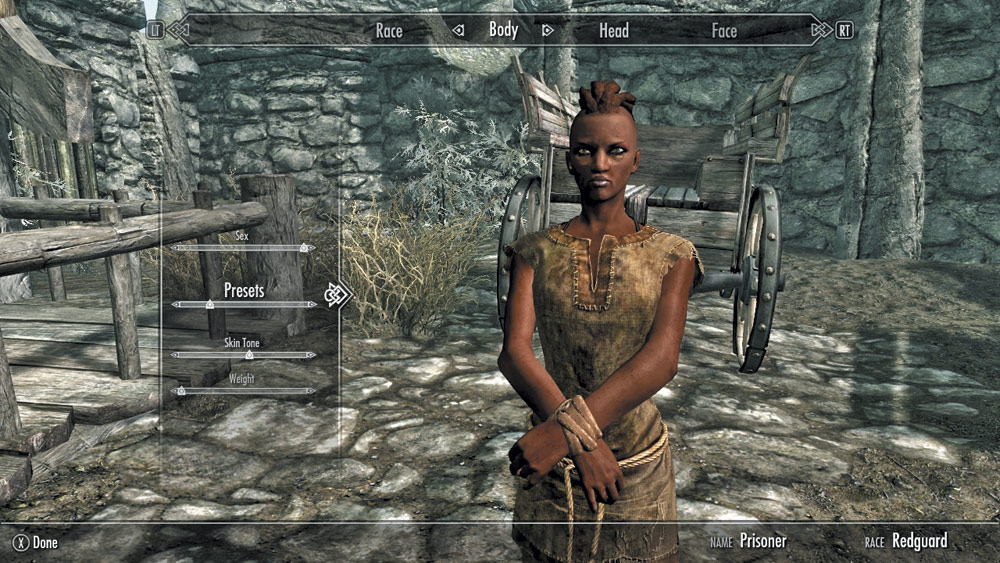 LT Race Body Head Face RT
Sex
Presets
Skin Tone
Weight
X Done NAME Prisoner RACE Redguard